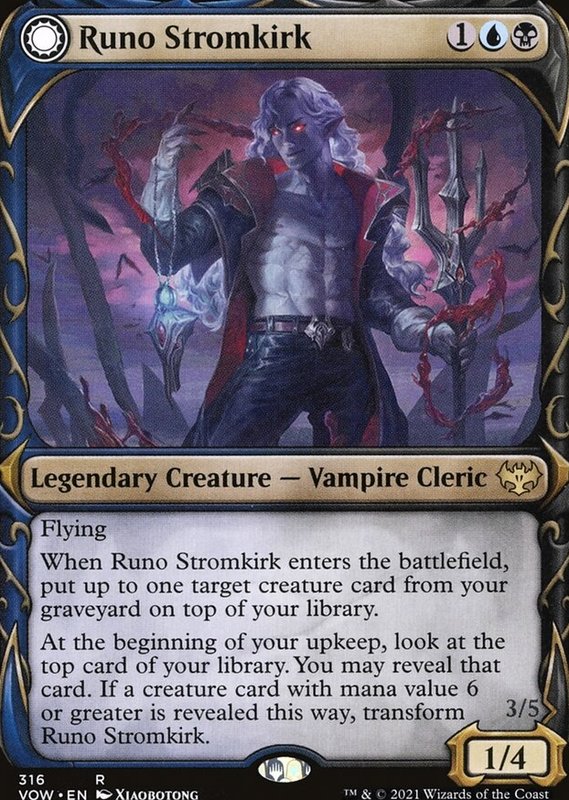 Runo Stromkirk 1
Legendary Creature — Vampire Cleric
Flying
When Runo Stromkirk enters the battlefield,
put up to one target creature card from your
graveyard on top of your library.
At the beginning of your upkeep, look at the
top card of your library. You may reveal that
card. If a creature card with mana value 6
or greater is revealed this way, transform
Runo Stromkirk.
3/5
1/4
316 R
VOW • EN XIAOBOTONG
™ & © 2021 Wizards of the Coast